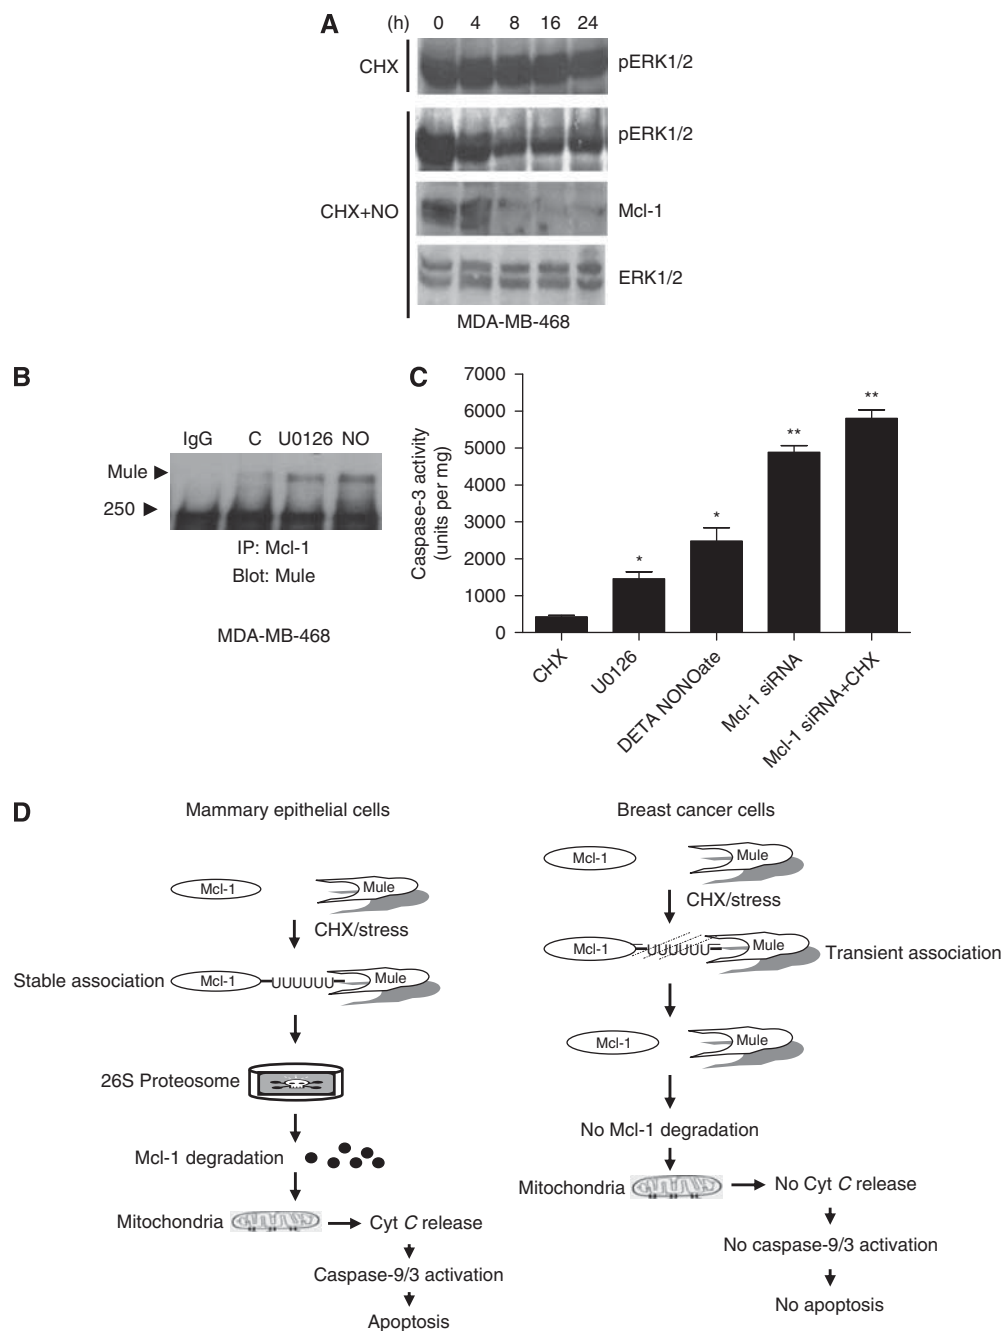 A
(h) 0 4 8 16 24
CHX
pERK1/2
pERK1/2
CHX+NO
Mcl-1
ERK1/2
MDA-MB-468
B
IgG C U0126 NO
Mule
250
IP: Mcl-1
Blot: Mule
MDA-MB-468
C
Caspase-3 activity
(units per mg)
7000
6000
5000
4000
3000
2000
1000
0
*
*
**
**
CHX
U0126
DETA NONOate
Mcl-1 siRNA
Mcl-1 siRNA+CHX
D
Mammary epithelial cells
Mcl-1
Mule
CHX/stress
Stable association
Mcl-1
UUUUUU
Mule
26S Proteosome
Mcl-1 degradation
Mitochondria
Cyt C release
Caspase-9/3 activation
Apoptosis
Breast cancer cells
Mcl-1
Mule
CHX/stress
Mcl-1
UUUUUU
Mule
Transient association
Mcl-1
Mule
No Mcl-1 degradation
Mitochondria
No Cyt C release
No caspase-9/3 activation
No apoptosis